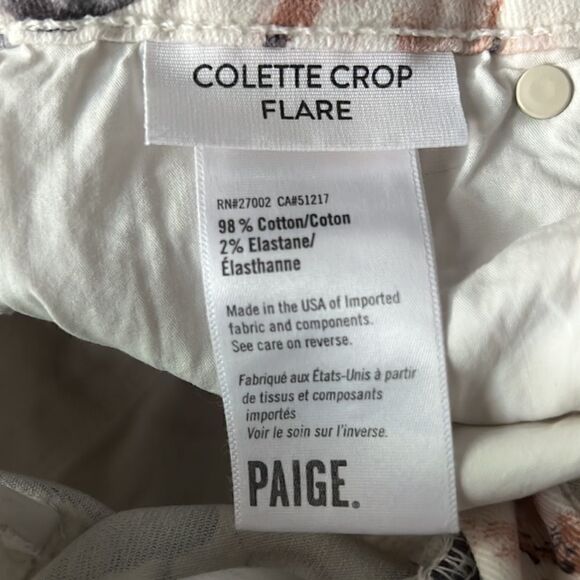 COLETTE CROP
FLARE
RN#27002 CA#51217
98 % Cotton/Coton
2% Elastane/
Élasthanne
Made in the USA of Imported
fabric and components.
See care on reverse.
Fabriqué aux États-Unis à partir
de tissus et composants
importés
Voir le soin sur l'inverse.
PAIGE.